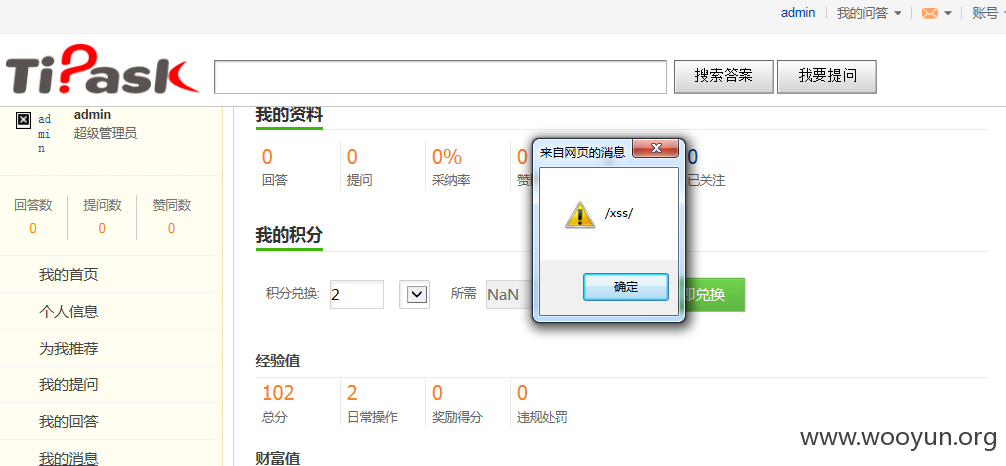 admin 我的问答 账号
Tipask 搜索答案 我要提问
admin
admin
超级管理员
回答数 提问数 赞同数
0 0 0
我的首页
个人信息
为我推荐
我的提问
我的回答
我的消息
我的资料
0 0 0% 0 0
回答 提问 采纳率 赞 已关注
我的积分
积分兑换: 2 所需 NaN 即兑换
经验值
102 2 0 0
总分 日常操作 奖励得分 违规处罚
财富值
来自网页的消息
/xss/
确定
www.wooyun.org